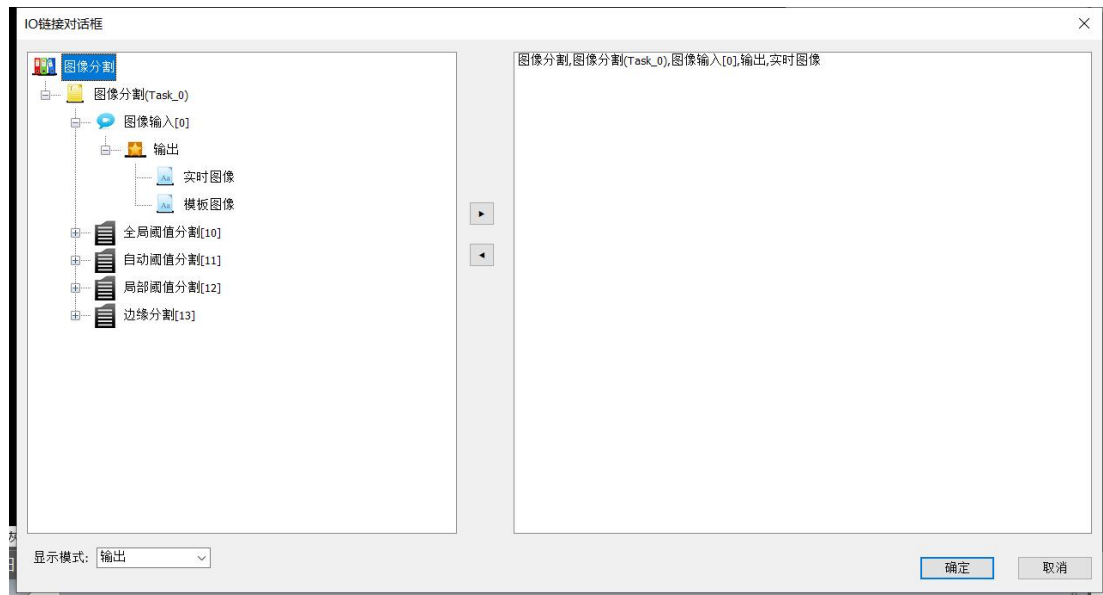 IO链接对话框
图像分割
图像分割(Task_0)
图像输入[0]
输出
实时图像
模板图像
全局阈值分割[10]
自动阈值分割[11]
局部阈值分割[12]
边缘分割[13]
图像分割,图像分割(Task_0),图像输入[0],输出,实时图像
显示模式: 输出
确定
取消